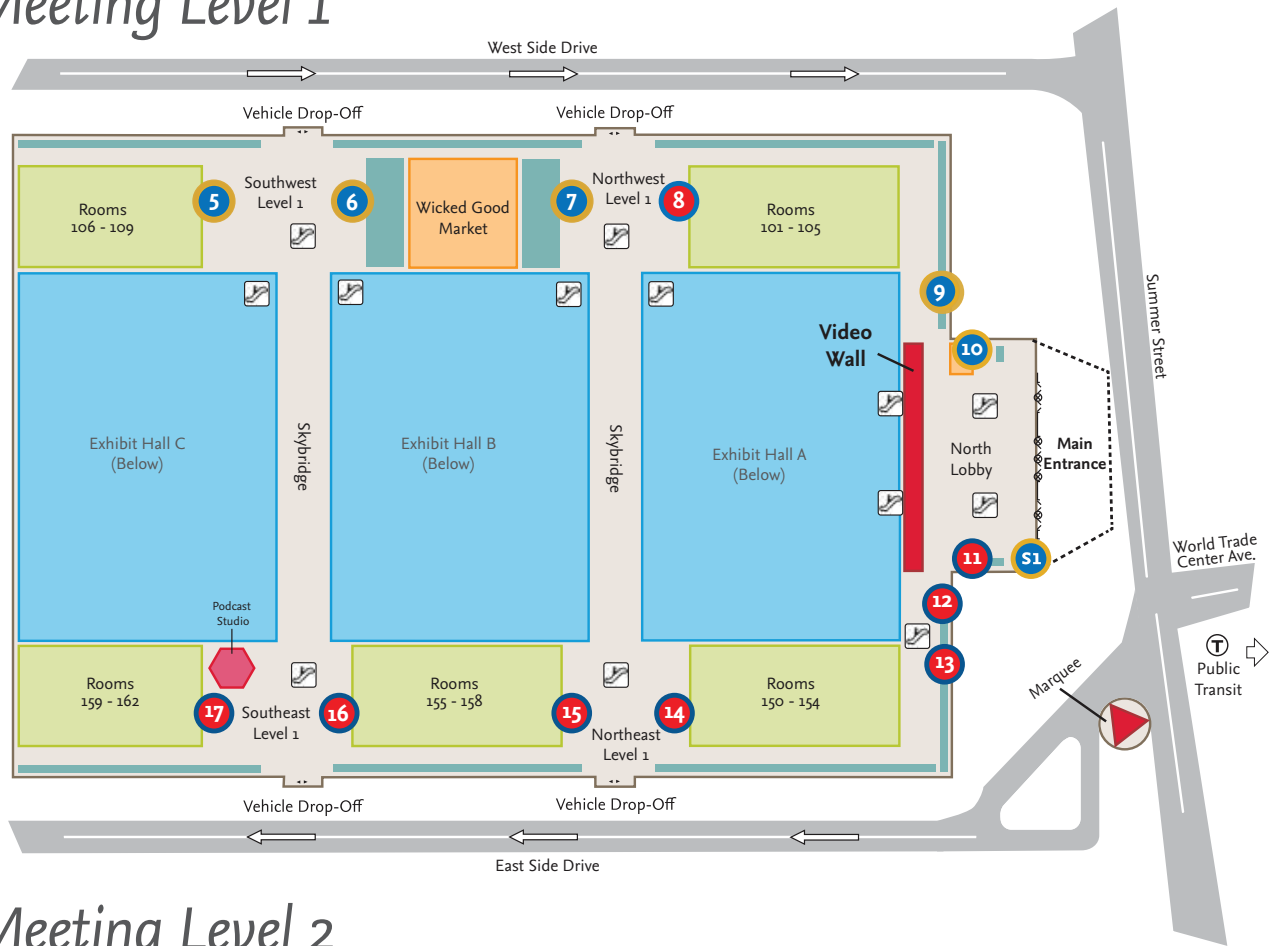 Meeting Level 1
West Side Drive
Vehicle Drop-Off
Vehicle Drop-Off
Rooms
106 - 109
5
Southwest
Level 1
6
Wicked Good
Market
7
Northwest
Level 1
8
Rooms
101 - 105
9
Summer Street
Video
Wall
10
Exhibit Hall C
(Below)
Skybridge
Exhibit Hall B
(Below)
Skybridge
Exhibit Hall A
(Below)
North
Lobby
Main
Entrance
11
S1
World Trade
Center Ave.
12
13
T
Public
Transit
Marquee
Podcast
Studio
Rooms
159 - 162
17
Southeast
Level 1
16
Rooms
155 - 158
15
Northeast
Level 1
14
Rooms
150 - 154
Vehicle Drop-Off
Vehicle Drop-Off
East Side Drive
Meeting Level 2